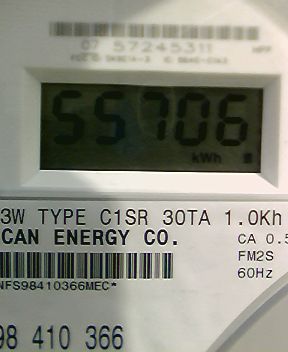 07 57245311
55706
kWh
3W TYPE C1SR 30TA 1.0Kh
CAN ENERGY CO.
CA 0.5
FM2S
60Hz
NFS98410366MEC*
98 410 366